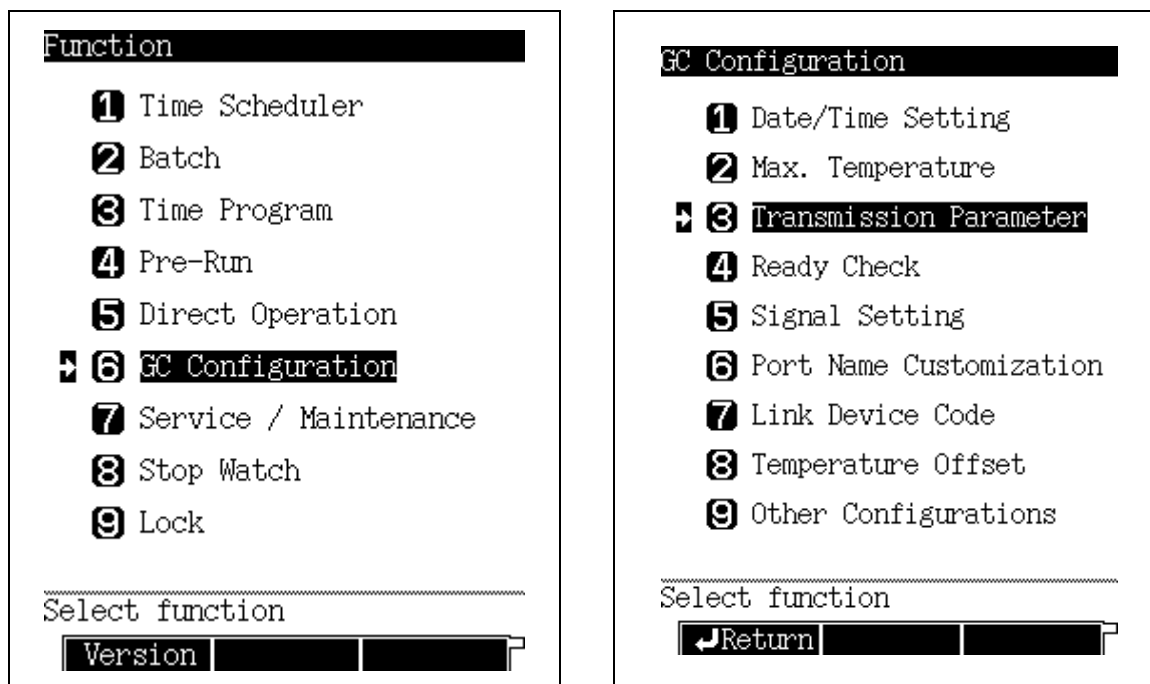 Function
1 Time Scheduler
2 Batch
3 Time Program
4 Pre-Run
5 Direct Operation
6 GC Configuration
7 Service / Maintenance
8 Stop Watch
9 Lock
Select function
Version
GC Configuration
1 Date/Time Setting
2 Max. Temperature
3 Transmission Parameter
4 Ready Check
5 Signal Setting
6 Port Name Customization
7 Link Device Code
8 Temperature Offset
9 Other Configurations
Select function
Return